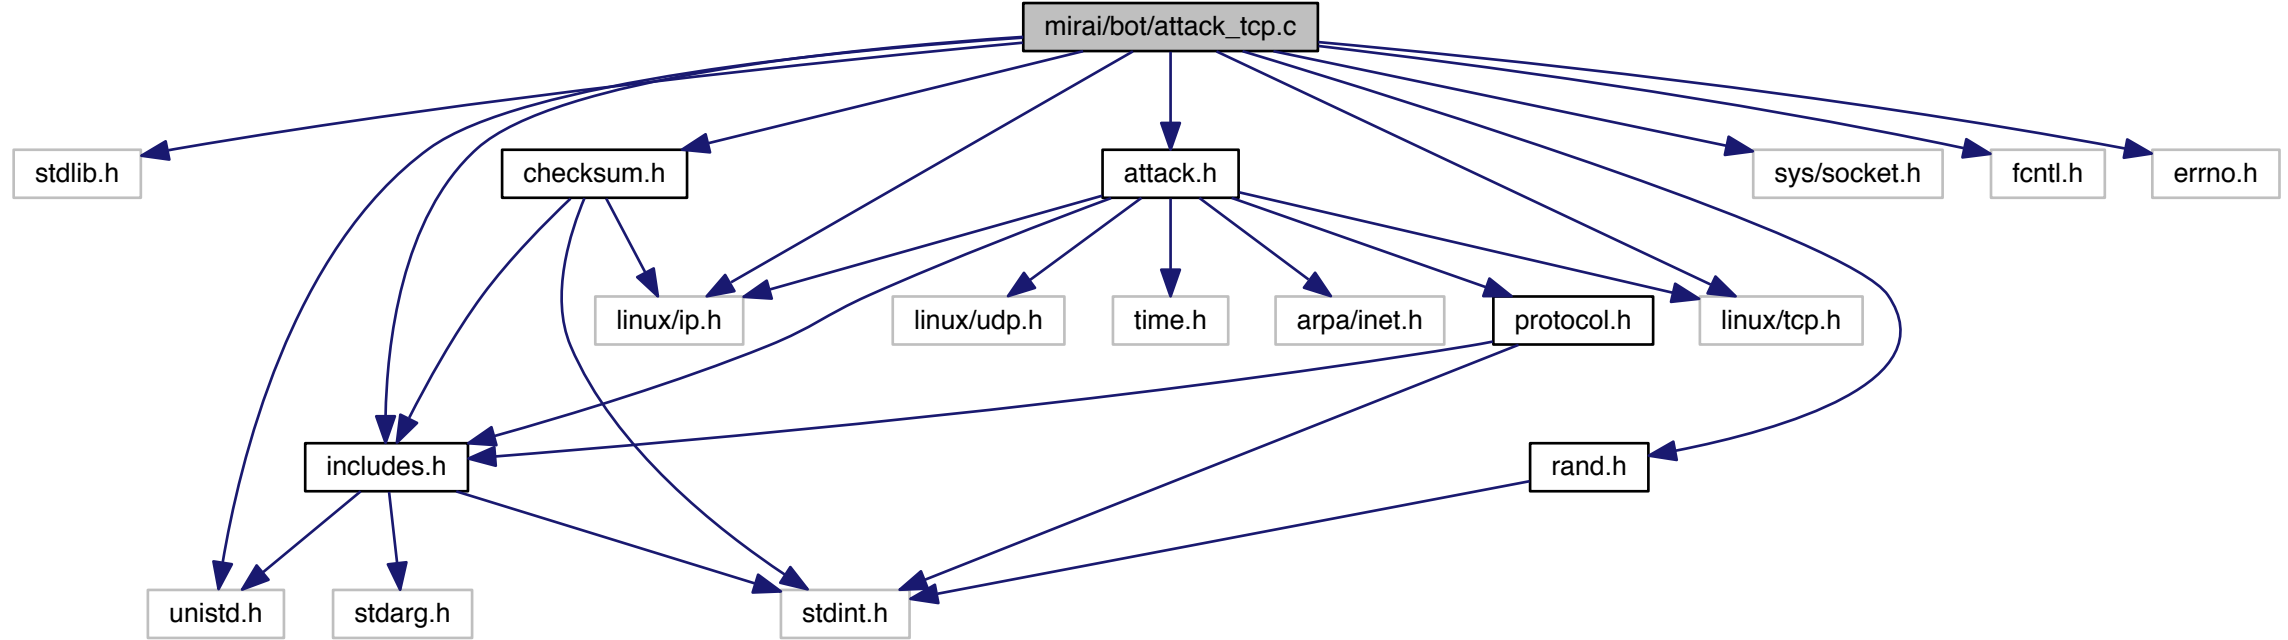 mirai/bot/attack_tcp.c
stdlib.h
checksum.h
attack.h
sys/socket.h
fcntl.h
errno.h
linux/ip.h
linux/udp.h
time.h
arpa/inet.h
protocol.h
linux/tcp.h
includes.h
rand.h
unistd.h
stdarg.h
stdint.h